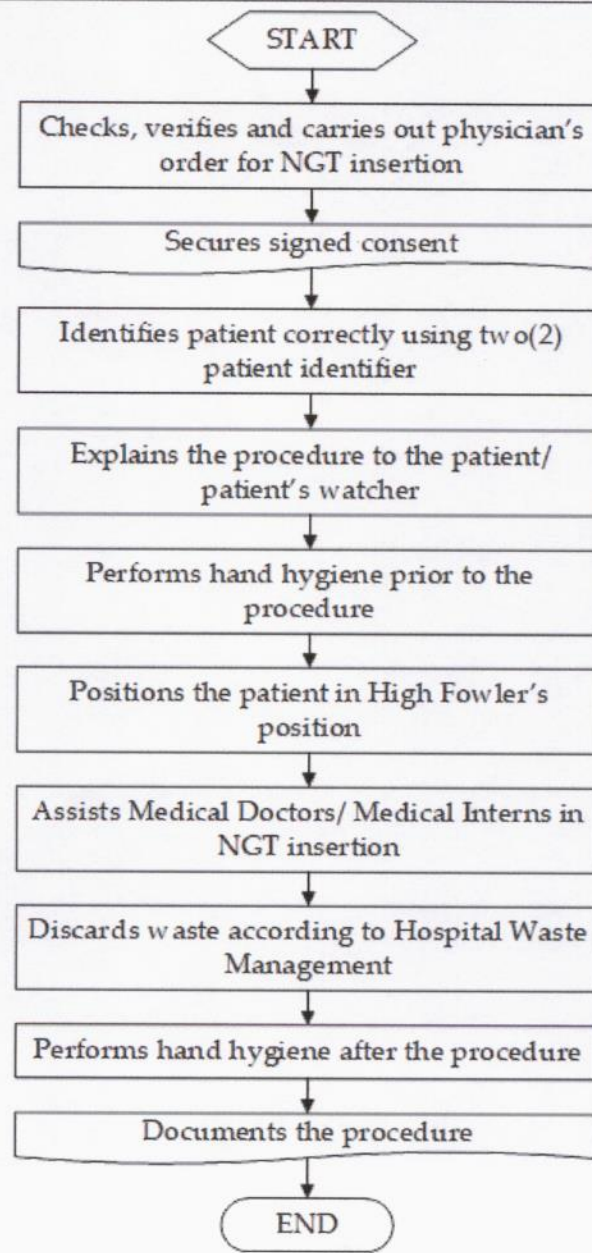 START
Checks, verifies and carries out physician's
order for NGT insertion
Secures signed consent
Identifies patient correctly using two(2)
patient identifier
Explains the procedure to the patient/
patient's watcher
Performs hand hygiene prior to the
procedure
Positions the patient in High Fowler's
position
Assists Medical Doctors/ Medical Interns in
NGT insertion
Discards waste according to Hospital Waste
Management
Performs hand hygiene after the procedure
Documents the procedure
END